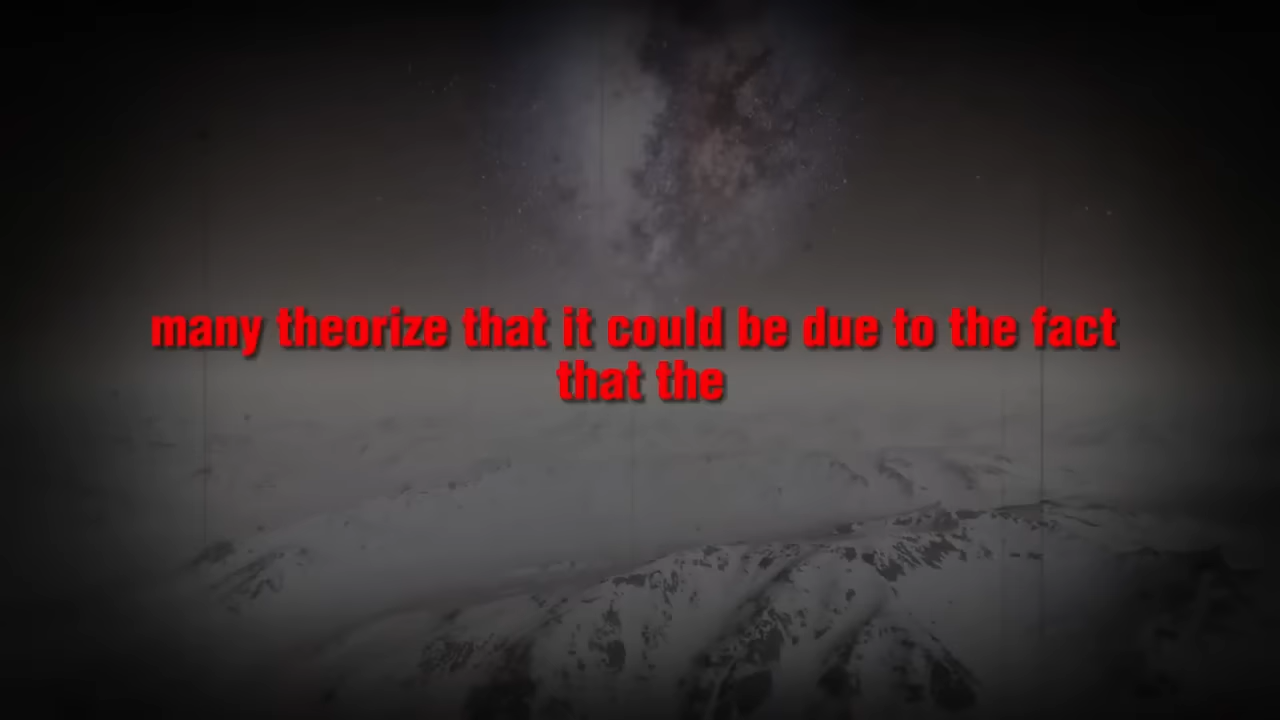 many theorize that it could be due to the fact
that the